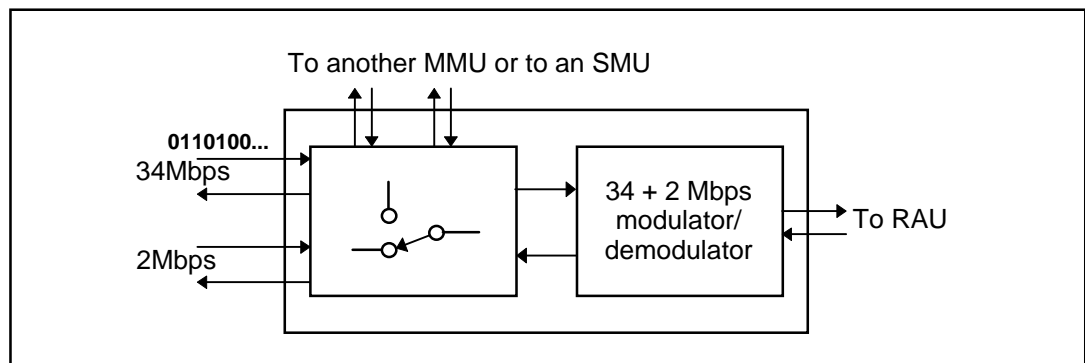 To another MMU or to an SMU
0110100...
34Mbps
2Mbps
34 + 2 Mbps
modulator/
demodulator
To RAU